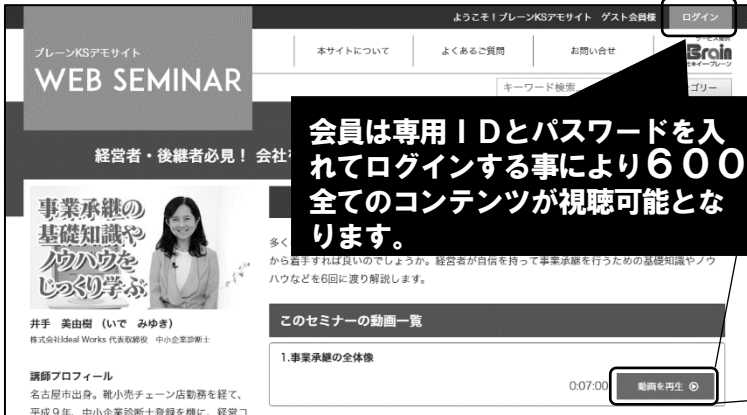 ようこそ！ブレーンKSデモサイト ゲスト会員様 ログイン
ブレーンKSデモサイト
WEB SEMINAR
本サイトについて よくあるご質問 お問い合せ
サービス提供
Brain
キーワード検索 ゴリー
会員は専用ＩＤとパスワードを入
れてログインする事により６００
全てのコンテンツが視聴可能とな
ります。
経営者・後継者必見！ 会社
事業承継の
基礎知識や
ノウハウを
じっくり学ぶ
多く
から着手すれば良いのでしょうか。経営者が自信を持って事業承継を行うための基礎知識やノウ
ハウなどを6回に渡り解説します。
井手 美由樹 （いで みゆき）
株式会社Ideal Works 代表取締役 中小企業診断士
このセミナーの動画一覧
1.事業承継の全体像
0:07:00 動画を再生
講師プロフィール
名古屋市出身。靴小売チェーン店勤務を経て、
平成９年、中小企業診断士登録を機に、経営コ